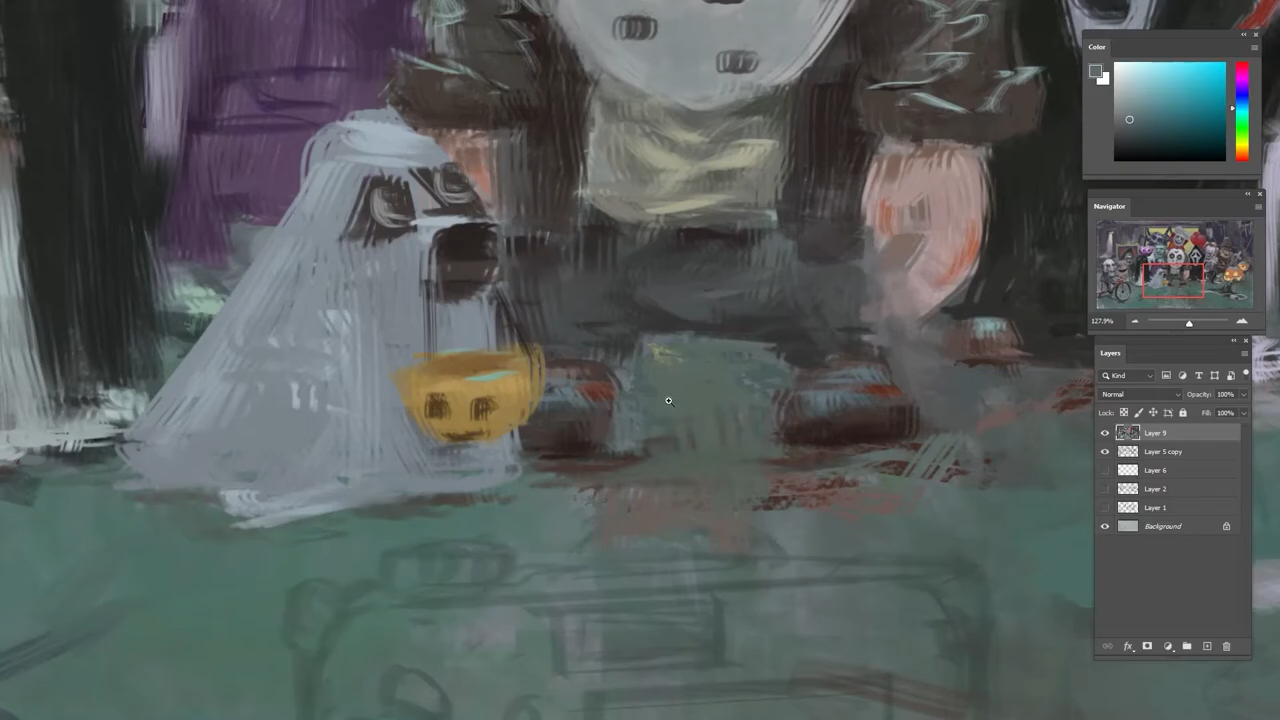 Color
Navigator
127.9%
Layers
Kind
Normal
Opacity: 100%
Lock:
Fill: 100%
Layer 9
Layer 5 copy
Layer 6
Layer 2
Layer 1
Background
fx